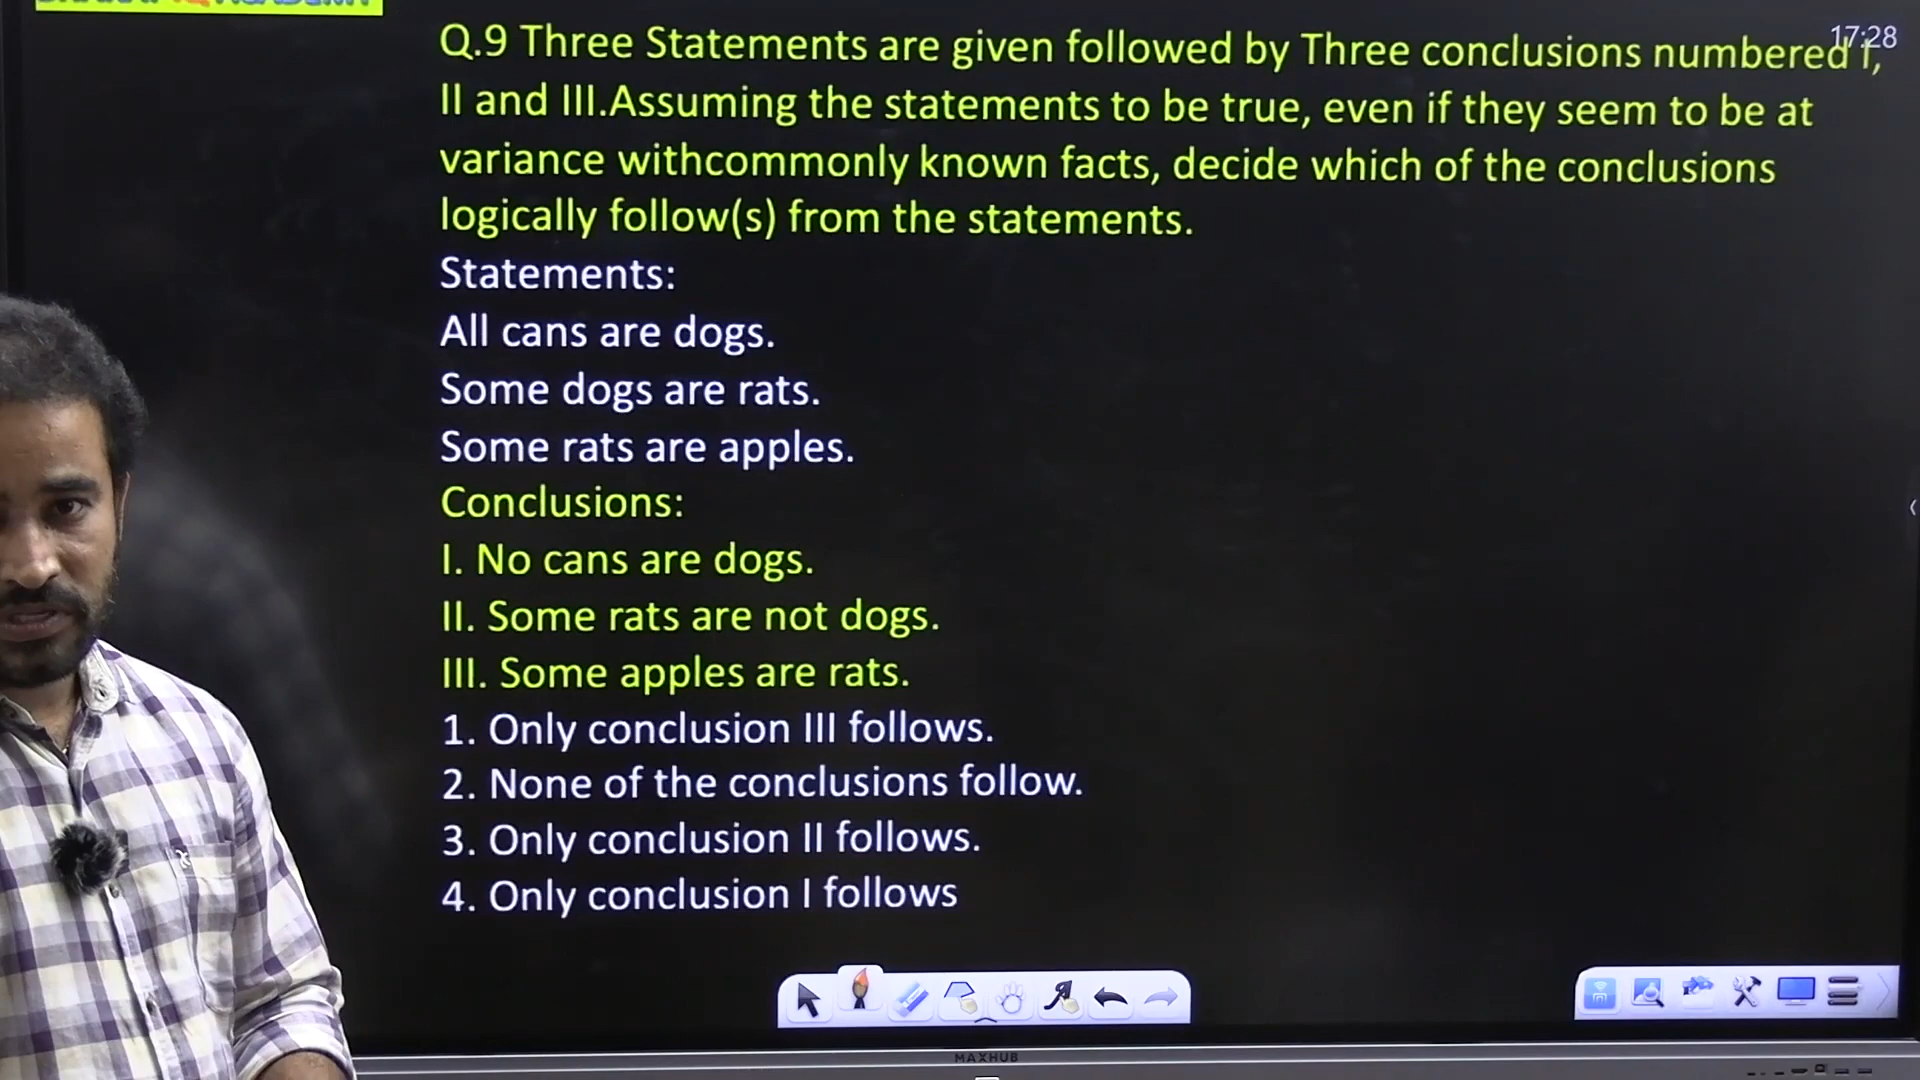 17:28
Q.9 Three Statements are given followed by Three conclusions numbered I,
II and III.Assuming the statements to be true, even if they seem to be at
variance withcommonly known facts, decide which of the conclusions
logically follow(s) from the statements.
Statements:
All cans are dogs.
Some dogs are rats.
Some rats are apples.
Conclusions:
I. No cans are dogs.
II. Some rats are not dogs.
III. Some apples are rats.
1. Only conclusion III follows.
2. None of the conclusions follow.
3. Only conclusion II follows.
4. Only conclusion I follows
MAXHUB